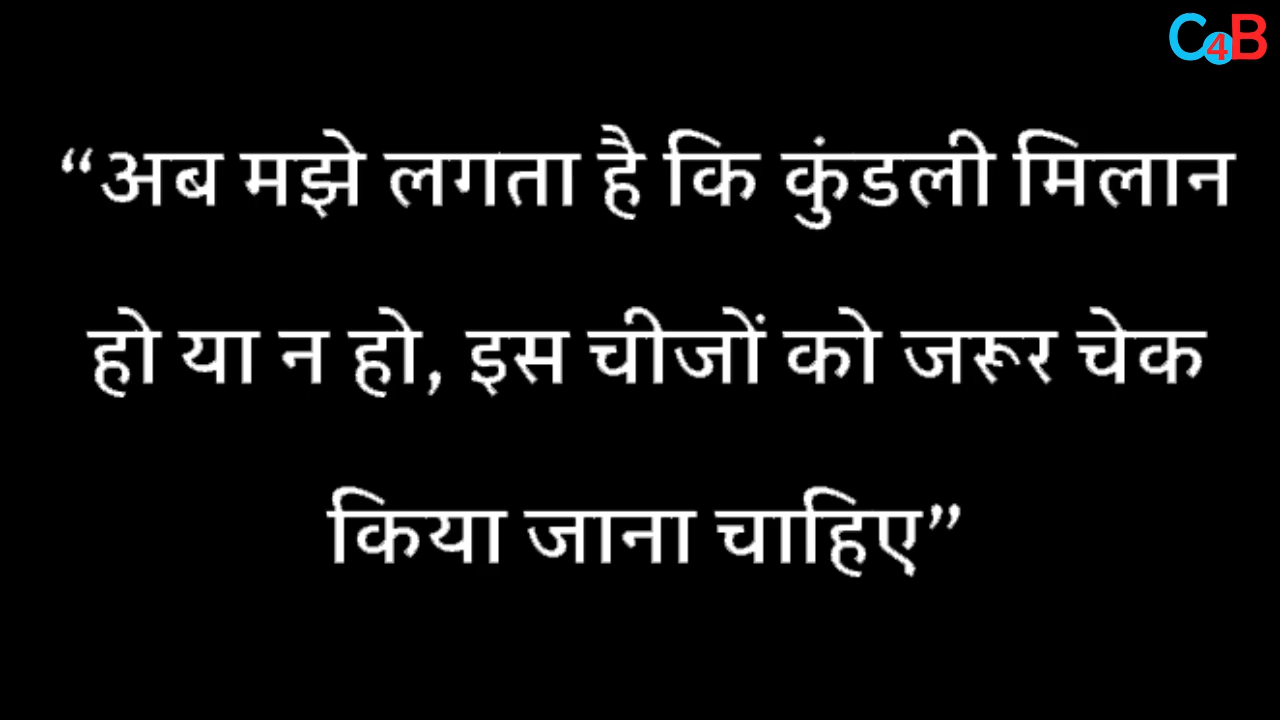 C4B
“अब मझे लगता है कि कुंडली मिलान
हो या न हो, इस चीजों को जरूर चेक
किया जाना चाहिए”